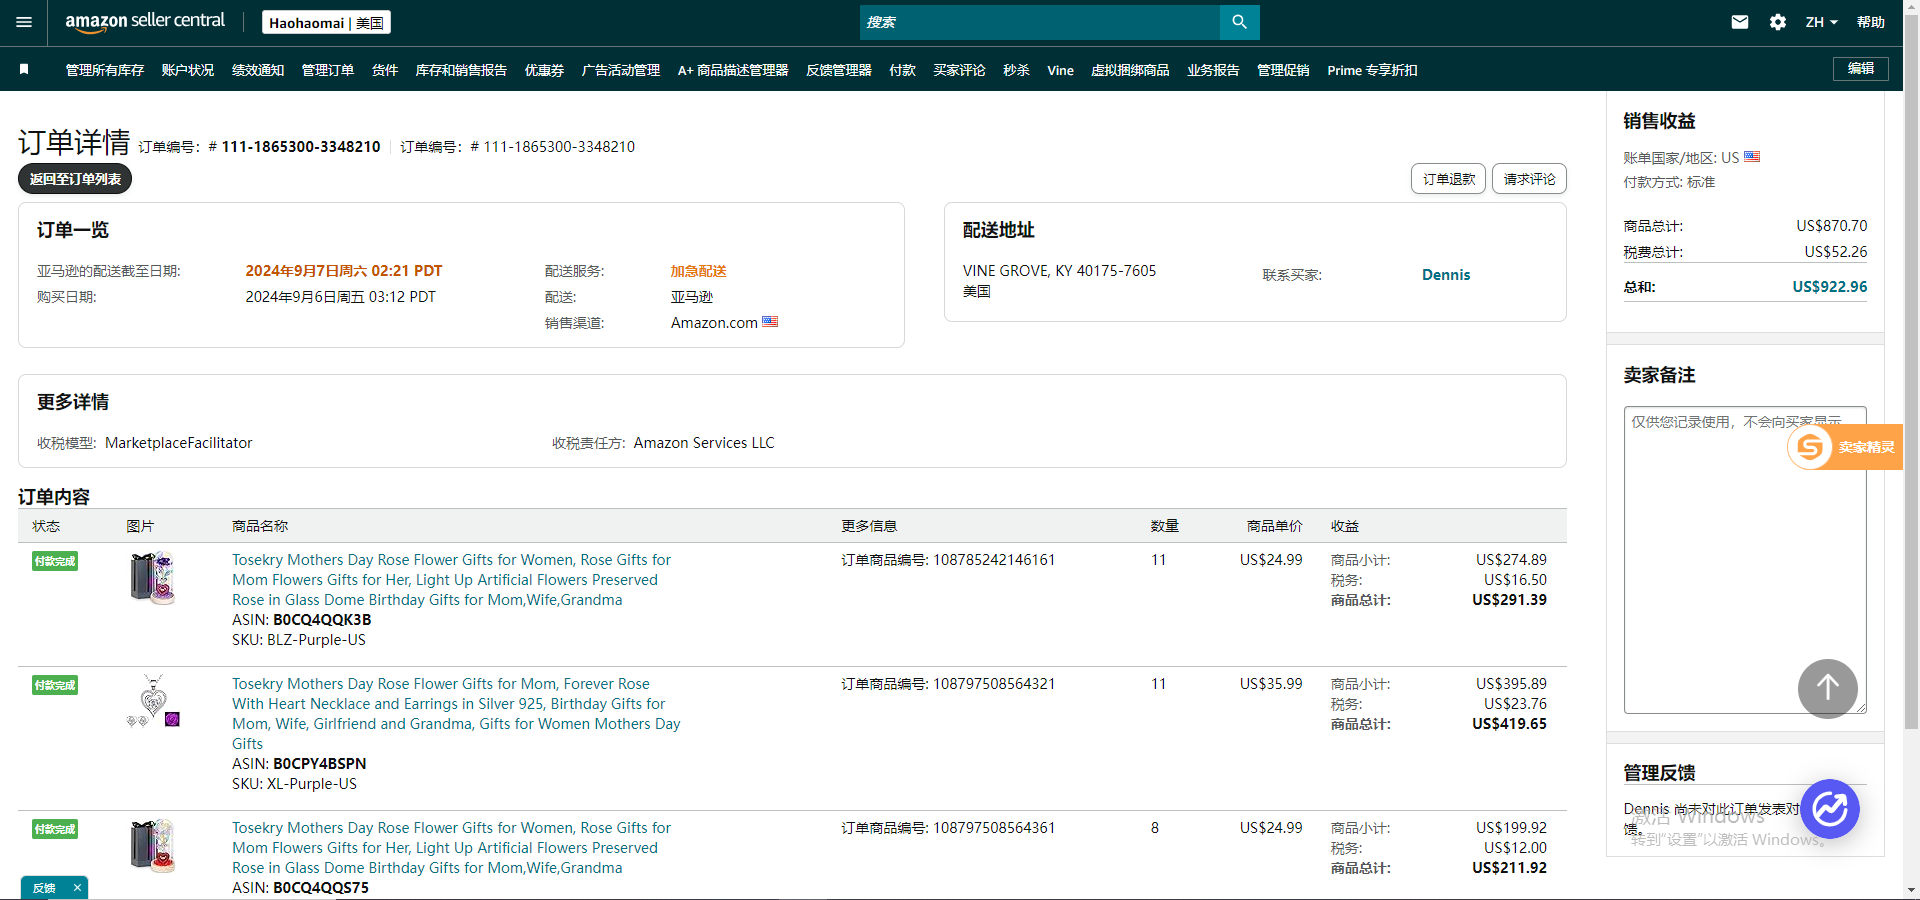 amazon seller central
Haohaomai | 美国
搜索
ZH
帮助
管理所有库存 账户状况 绩效通知 管理订单 货件 库存和销售报告 优惠券 广告活动管理 A+ 商品描述管理器 反馈管理器 付款 买家评论 秒杀 Vine 虚拟捆绑商品 业务报告 管理促销 Prime 专享折扣
编辑
订单详情 订单编号: # 111-1865300-3348210 订单编号: # 111-1865300-3348210
返回至订单列表
订单退款 请求评论
订单一览
亚马逊的配送截至日期: 2024年9月7日周六 02:21 PDT
购买日期: 2024年9月6日周五 03:12 PDT
配送服务: 加急配送
配送: 亚马逊
销售渠道: Amazon.com
配送地址
VINE GROVE, KY 40175-7605
美国
联系买家: Dennis
更多详情
收税模型: MarketplaceFacilitator 收税责任方: Amazon Services LLC
订单内容
状态 图片 商品名称 更多信息 数量 商品单价 收益
付款完成
Tosekry Mothers Day Rose Flower Gifts for Women, Rose Gifts for
Mom Flowers Gifts for Her, Light Up Artificial Flowers Preserved
Rose in Glass Dome Birthday Gifts for Mom,Wife,Grandma
ASIN: B0CQ4QQK3B
SKU: BLZ-Purple-US
订单商品编号: 108785242146161 11 US$24.99
商品小计: US$274.89
税务: US$16.50
商品总计: US$291.39
付款完成
Tosekry Mothers Day Rose Flower Gifts for Mom, Forever Rose
With Heart Necklace and Earrings in Silver 925, Birthday Gifts for
Mom, Wife, Girlfriend and Grandma, Gifts for Women Mothers Day
Gifts
ASIN: B0CPY4BSPN
SKU: XL-Purple-US
订单商品编号: 108797508564321 11 US$35.99
商品小计: US$395.89
税务: US$23.76
商品总计: US$419.65
付款完成
Tosekry Mothers Day Rose Flower Gifts for Women, Rose Gifts for
Mom Flowers Gifts for Her, Light Up Artificial Flowers Preserved
Rose in Glass Dome Birthday Gifts for Mom,Wife,Grandma
ASIN: B0CQ4QQS75
订单商品编号: 108797508564361 8 US$24.99
商品小计: US$199.92
税务: US$12.00
商品总计: US$211.92
反馈 ×
销售收益
账单国家/地区: US
付款方式: 标准
商品总计: US$870.70
税费总计: US$52.26
总和: US$922.96
卖家备注
仅供您记录使用，不会向买家显示
卖家精灵
管理反馈
Dennis 尚未对此订单发表对
馈。
激活 Windows
转到“设置”以激活 Windows。